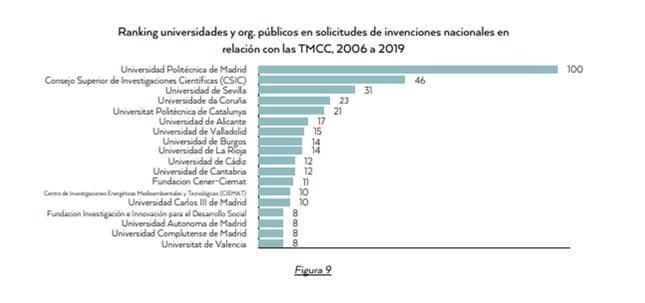 Ranking universidades y org. públicos en solicitudes de invenciones nacionales en
relación con las TMCC, 2006 a 2019
Universidad Politécnica de Madrid 100
Consejo Superior de Investigaciones Científicas (CSIC) 46
Universidad de Sevilla 31
Universidade da Coruña 23
Universitat Politècnica de Catalunya 21
Universidad de Alicante 17
Universidad de Valladolid 15
Universidad de Burgos 14
Universidad de La Rioja 14
Universidad de Cádiz 12
Universidad de Cantabria 12
Fundacion Cener-Ciemat 11
Centro de Investigaciones Energéticas Medioambientales y Tecnológicas (CIEMAT) 10
Universidad Carlos III de Madrid 10
Fundacion Investigación e Innovación para el Desarrollo Social 8
Universidad Autonoma de Madrid 8
Universidad Complutense de Madrid 8
Universitat de Valencia 8
Figura 9